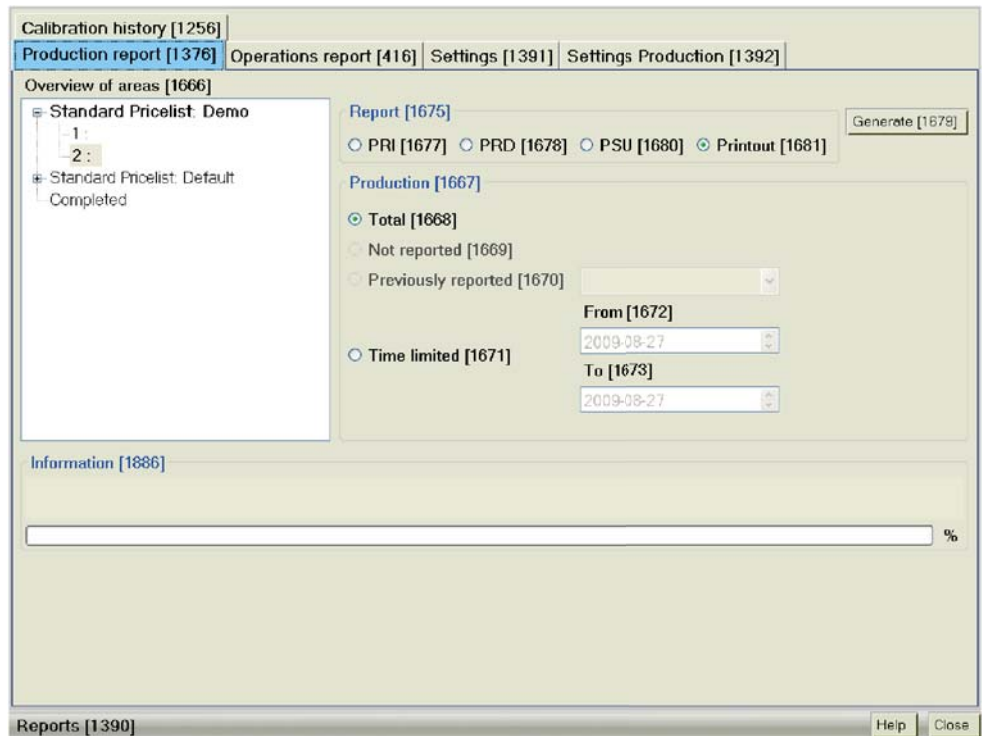 Calibration history [1256]
Production report [1376] Operations report [416] Settings [1391] Settings Production [1392]
Overview of areas [1666]
Standard Pricelist: Demo
1 :
2 :
Standard Pricelist: Default
Completed
Report [1675]
PRI [1677] PRD [1678] PSU [1680] Printout [1681]
Generate [1679]
Production [1667]
Total [1668]
Not reported [1669]
Previously reported [1670]
From [1672]
2009-08-27
Time limited [1671]
To [1673]
2009-08-27
Information [1886]
%
Reports [1390]
Help Close